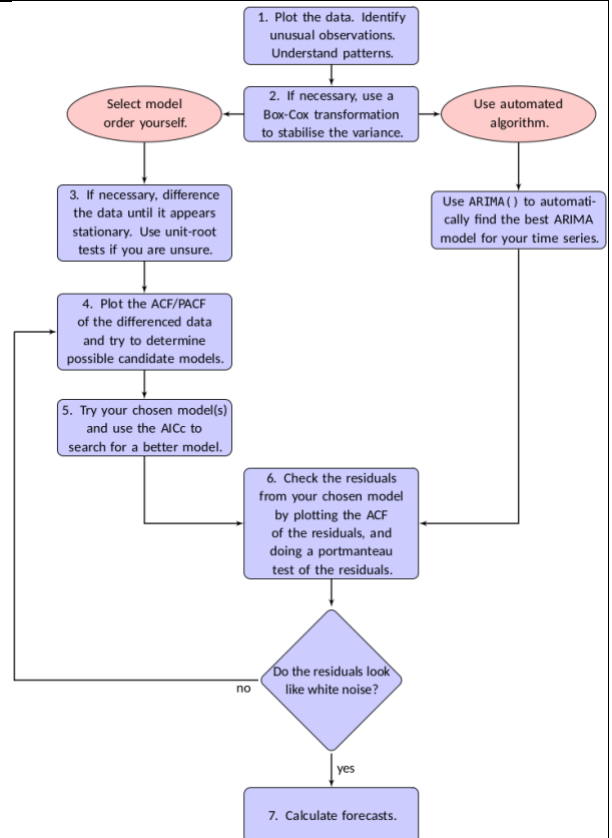 1. Plot the data. Identify
unusual observations.
Understand patterns.
Select model
order yourself.
2. If necessary, use a
Box-Cox transformation
to stabilise the variance.
Use automated
algorithm.
3. If necessary, difference
the data until it appears
stationary. Use unit-root
tests if you are unsure.
Use ARIMA() to automati-
cally find the best ARIMA
model for your time series.
4. Plot the ACF/PACF
of the differenced data
and try to determine
possible candidate models.
5. Try your chosen model(s)
and use the AICc to
search for a better model.
6. Check the residuals
from your chosen model
by plotting the ACF
of the residuals, and
doing a portmanteau
test of the residuals.
Do the residuals look
like white noise?
no
yes
7. Calculate forecasts.